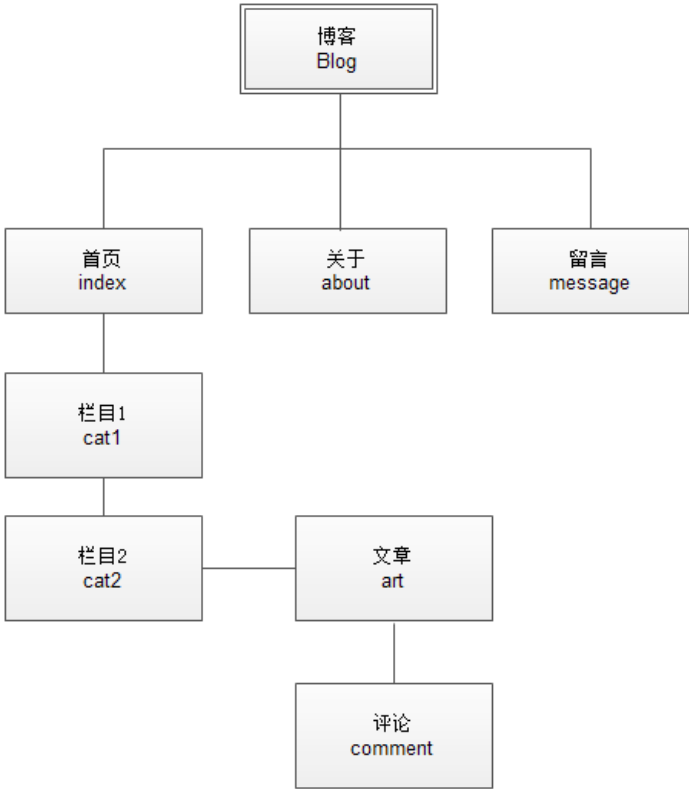 博客
Blog
首页
index
关于
about
留言
message
栏目1
cat1
栏目2
cat2
文章
art
评论
comment